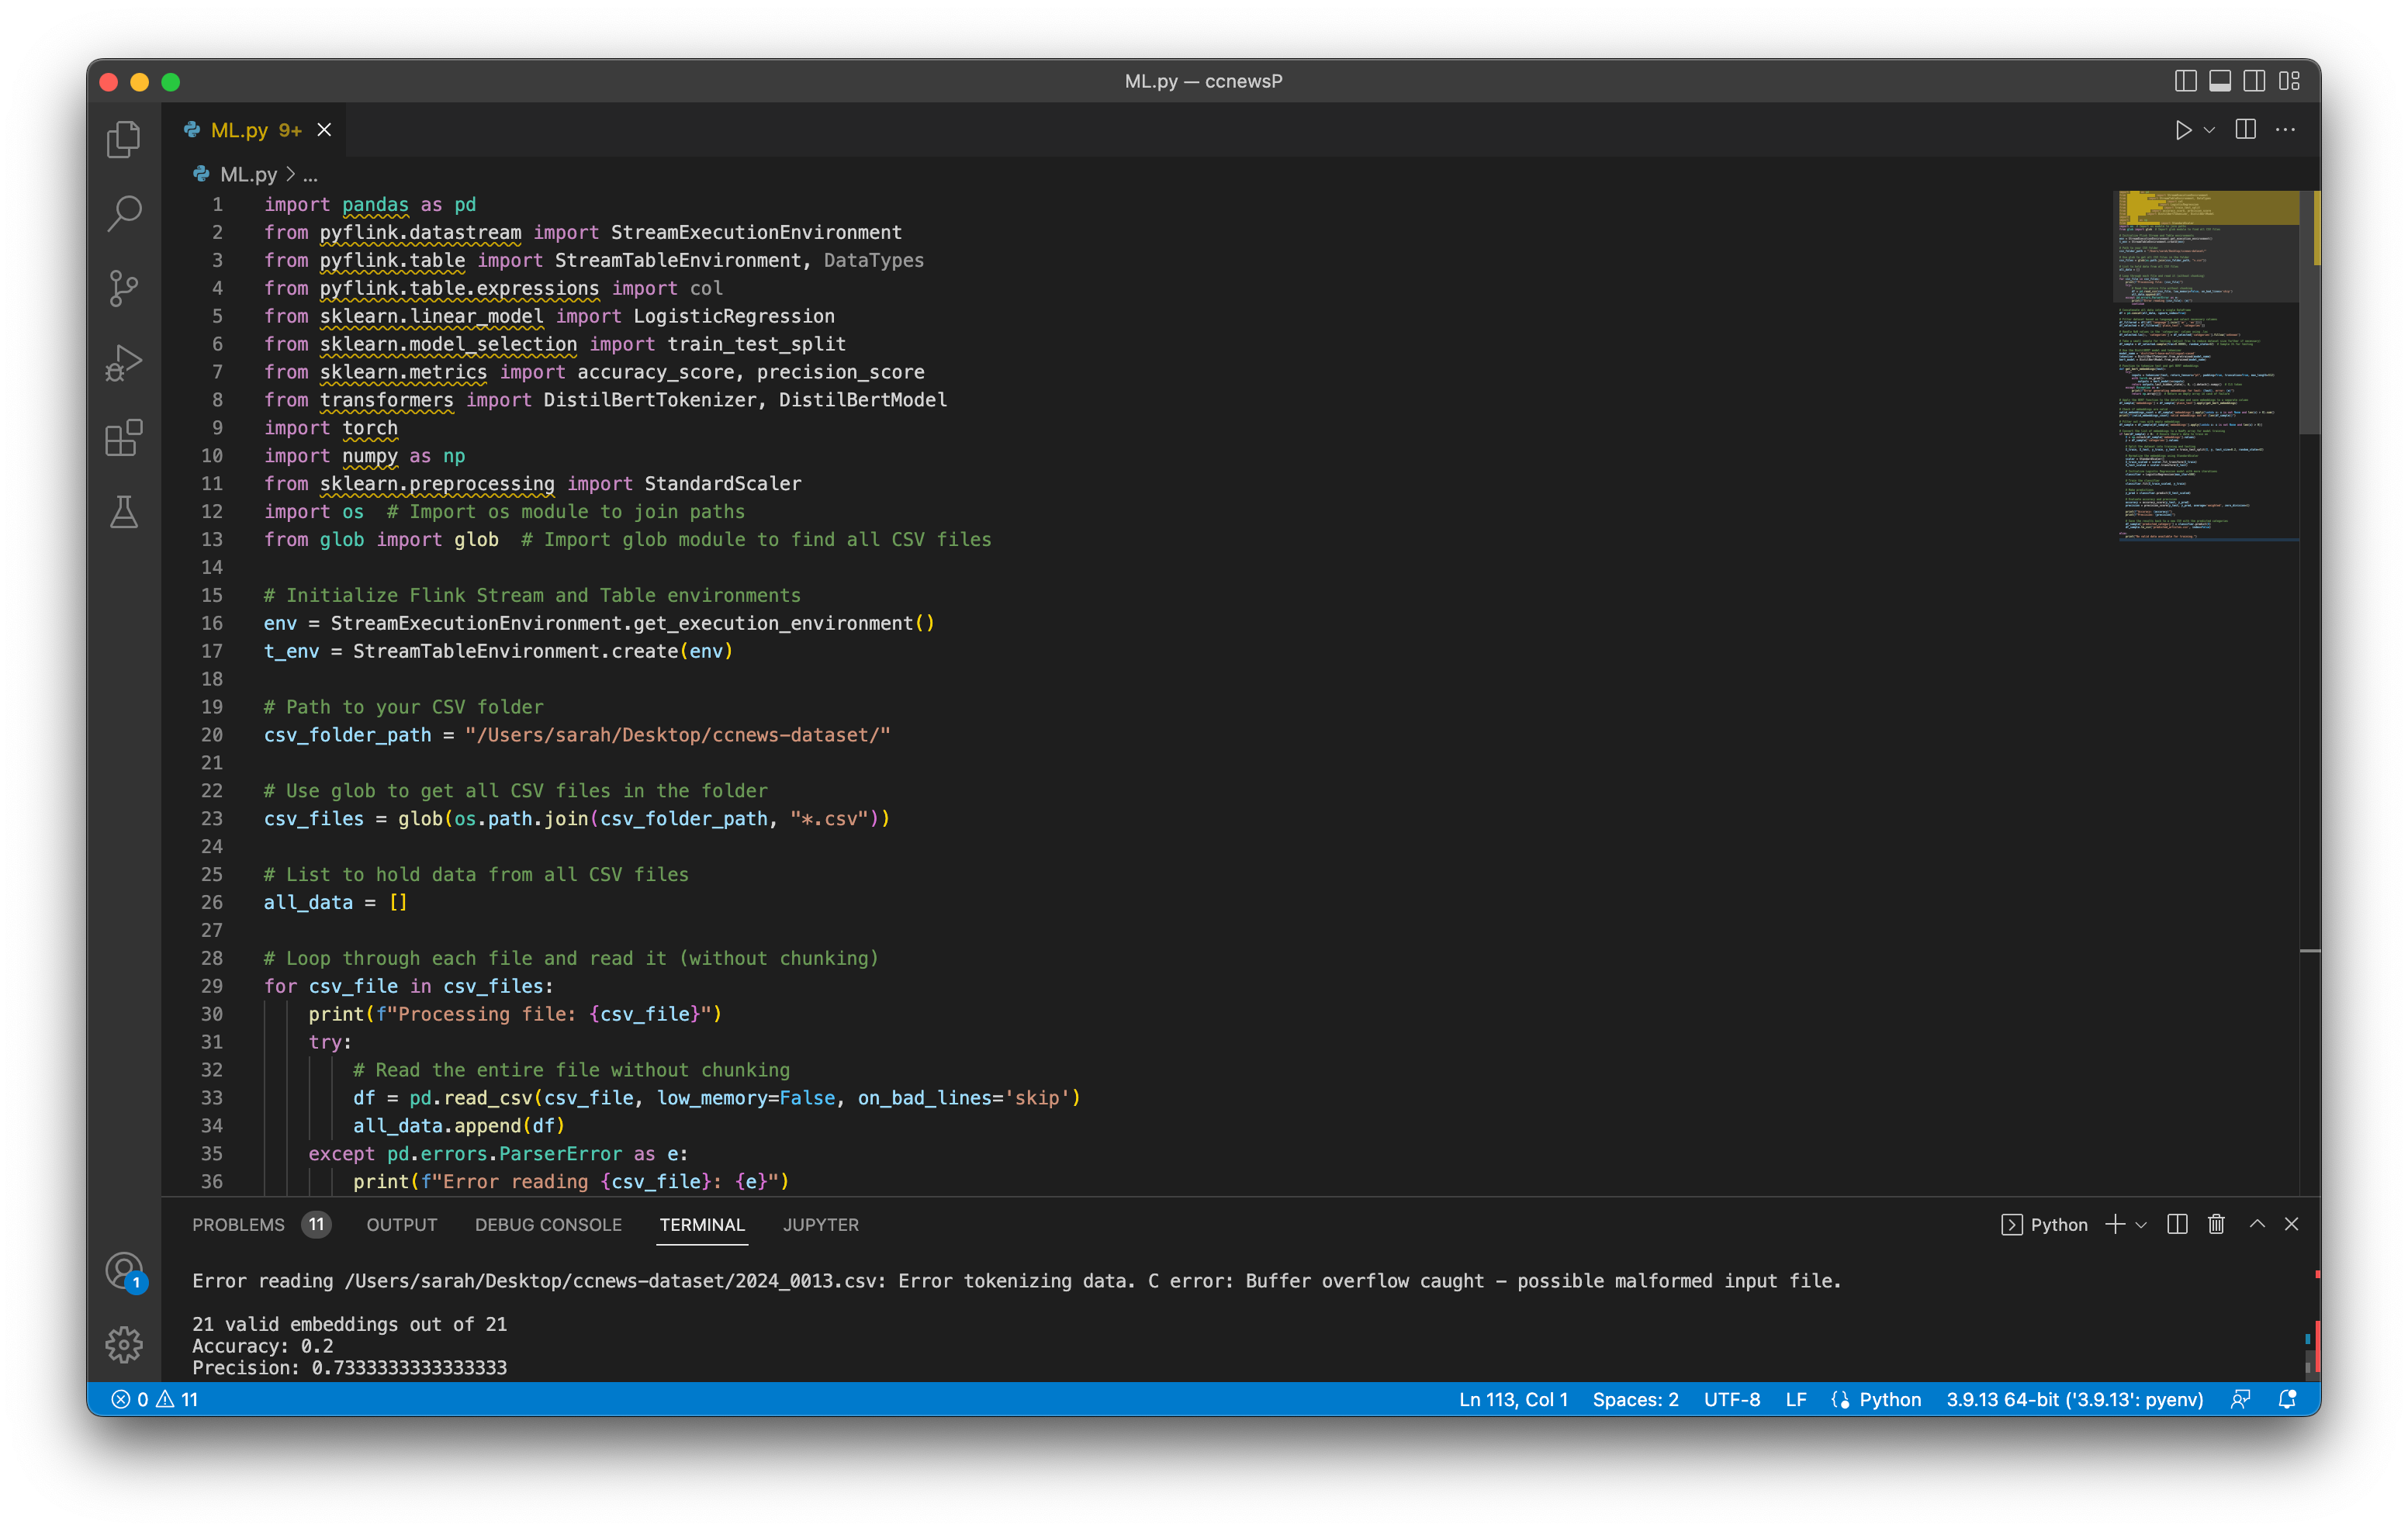 ML.py — ccnewsP
ML.py 9+
ML.py > ...
1 import pandas as pd
2 from pyflink.datastream import StreamExecutionEnvironment
3 from pyflink.table import StreamTableEnvironment, DataTypes
4 from pyflink.table.expressions import col
5 from sklearn.linear_model import LogisticRegression
6 from sklearn.model_selection import train_test_split
7 from sklearn.metrics import accuracy_score, precision_score
8 from transformers import DistilBertTokenizer, DistilBertModel
9 import torch
10 import numpy as np
11 from sklearn.preprocessing import StandardScaler
12 import os  # Import os module to join paths
13 from glob import glob  # Import glob module to find all CSV files
14
15 # Initialize Flink Stream and Table environments
16 env = StreamExecutionEnvironment.get_execution_environment()
17 t_env = StreamTableEnvironment.create(env)
18
19 # Path to your CSV folder
20 csv_folder_path = "/Users/sarah/Desktop/ccnews-dataset/"
21
22 # Use glob to get all CSV files in the folder
23 csv_files = glob(os.path.join(csv_folder_path, "*.csv"))
24
25 # List to hold data from all CSV files
26 all_data = []
27
28 # Loop through each file and read it (without chunking)
29 for csv_file in csv_files:
30     print(f"Processing file: {csv_file}")
31     try:
32         # Read the entire file without chunking
33         df = pd.read_csv(csv_file, low_memory=False, on_bad_lines='skip')
34         all_data.append(df)
35     except pd.errors.ParserError as e:
36         print(f"Error reading {csv_file}: {e}")
PROBLEMS 11 OUTPUT DEBUG CONSOLE TERMINAL JUPYTER Python
Error reading /Users/sarah/Desktop/ccnews-dataset/2024_0013.csv: Error tokenizing data. C error: Buffer overflow caught - possible malformed input file.
21 valid embeddings out of 21
Accuracy: 0.2
Precision: 0.7333333333333333
1
0 11 Ln 113, Col 1 Spaces: 2 UTF-8 LF Python 3.9.13 64-bit ('3.9.13': pyenv)